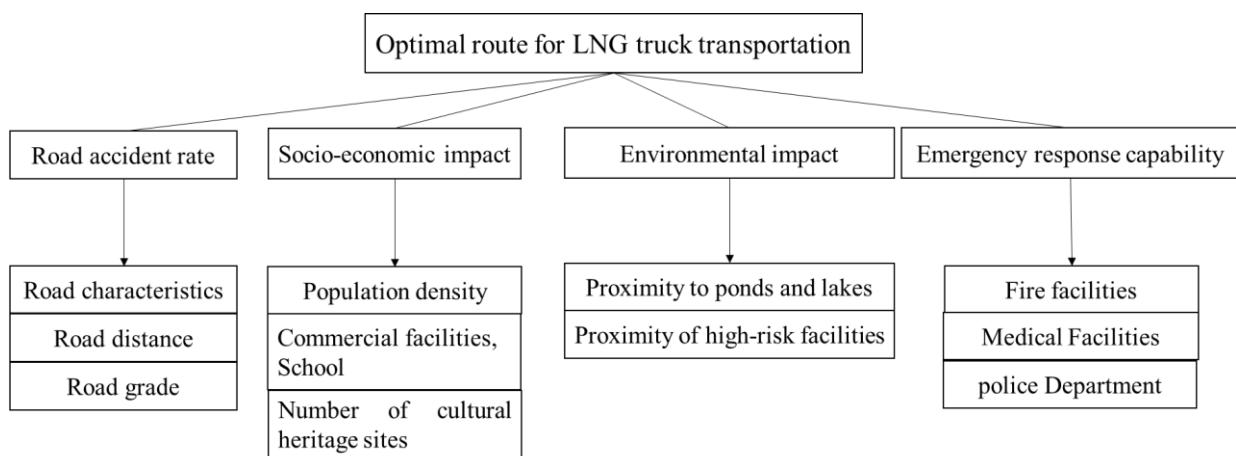 Optimal route for LNG truck transportation
Road accident rate
Socio-economic impact
Environmental impact
Emergency response capability
Road characteristics
Road distance
Road grade
Population density
Commercial facilities,
School
Number of cultural
heritage sites
Proximity to ponds and lakes
Proximity of high-risk facilities
Fire facilities
Medical Facilities
police Department